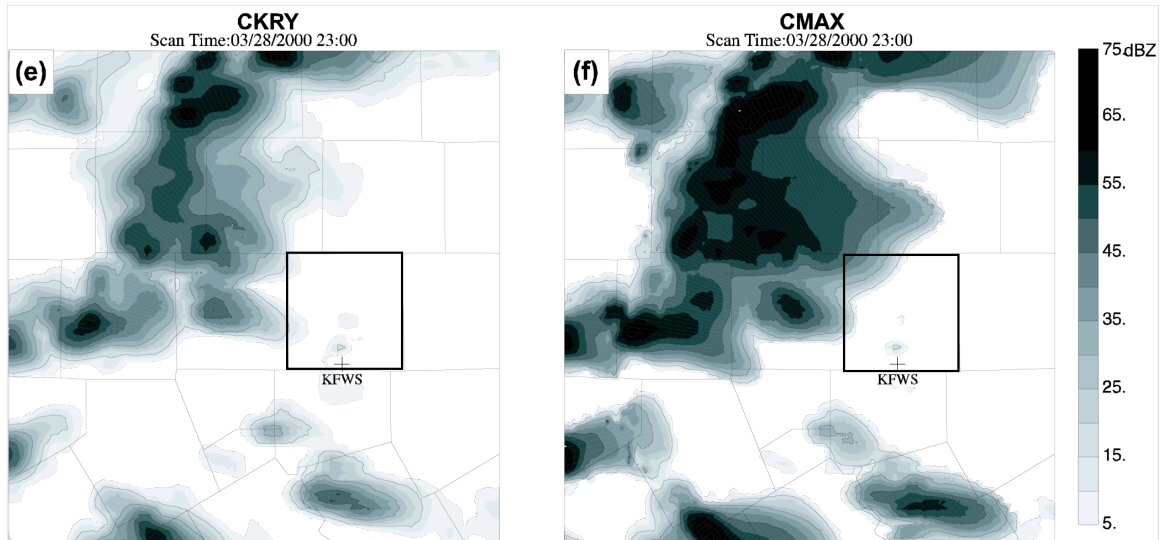 CKRY
Scan Time:03/28/2000 23:00
(e)
KFWS
CMAX
Scan Time:03/28/2000 23:00
(f)
KFWS
75 dBZ
65.
55.
45.
35.
25.
15.
5.